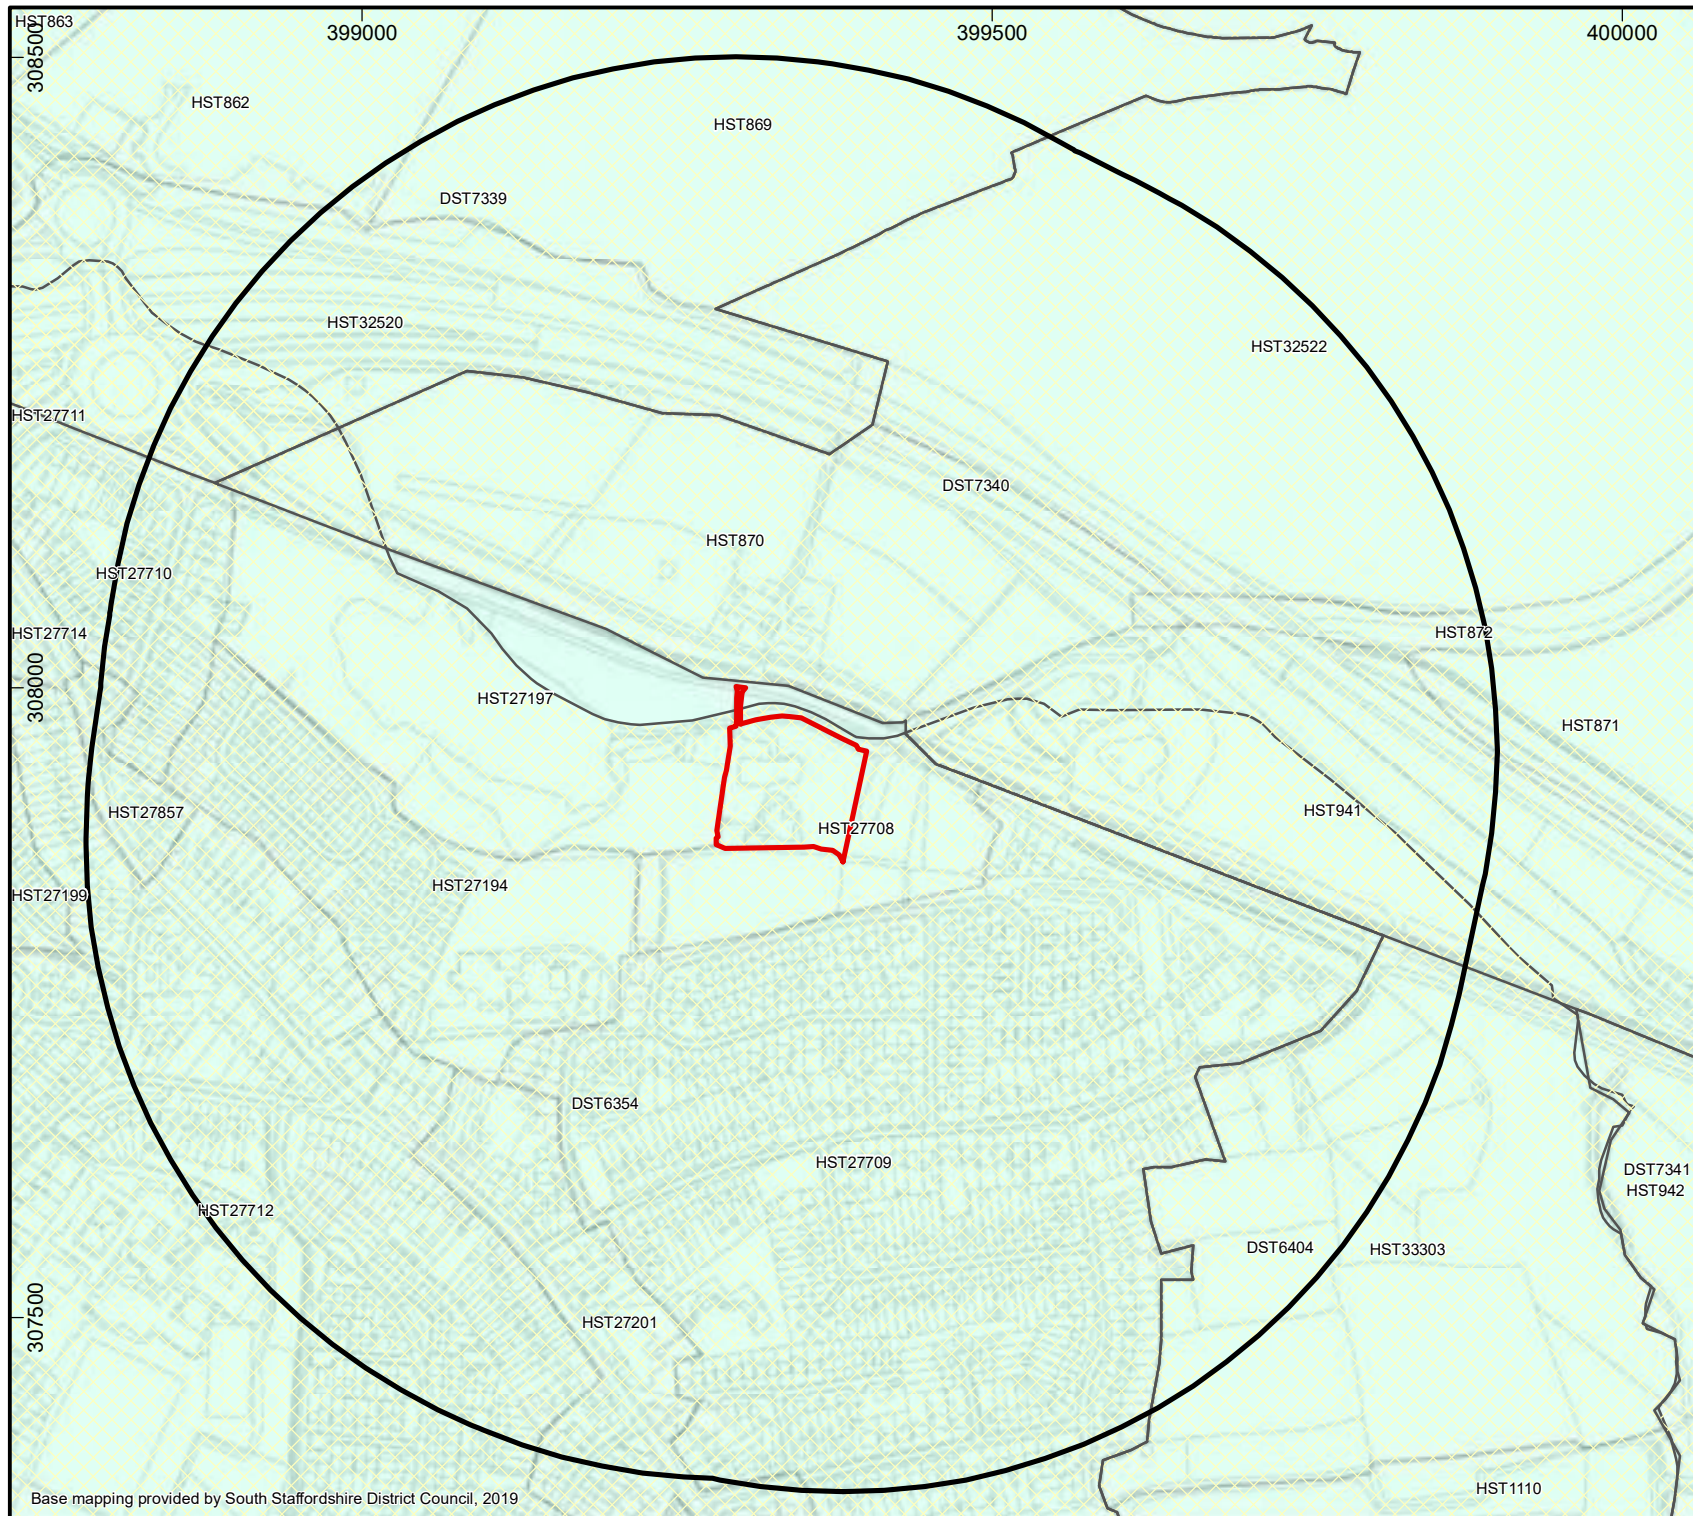 HST863
399000
399500
400000
308500
HST862
HST869
DST7339
HST32520
HST32522
HST27711
DST7340
HST870
HST27710
HST27714
HST872
308000
HST27197
HST871
HST27857
HST941
HST27708
HST27194
HST27199
DST6354
HST27709
DST7341
HST942
HST27712
DST6404
HST33303
307500
HST27201
HST1110
Base mapping provided by South Staffordshire District Council, 2019